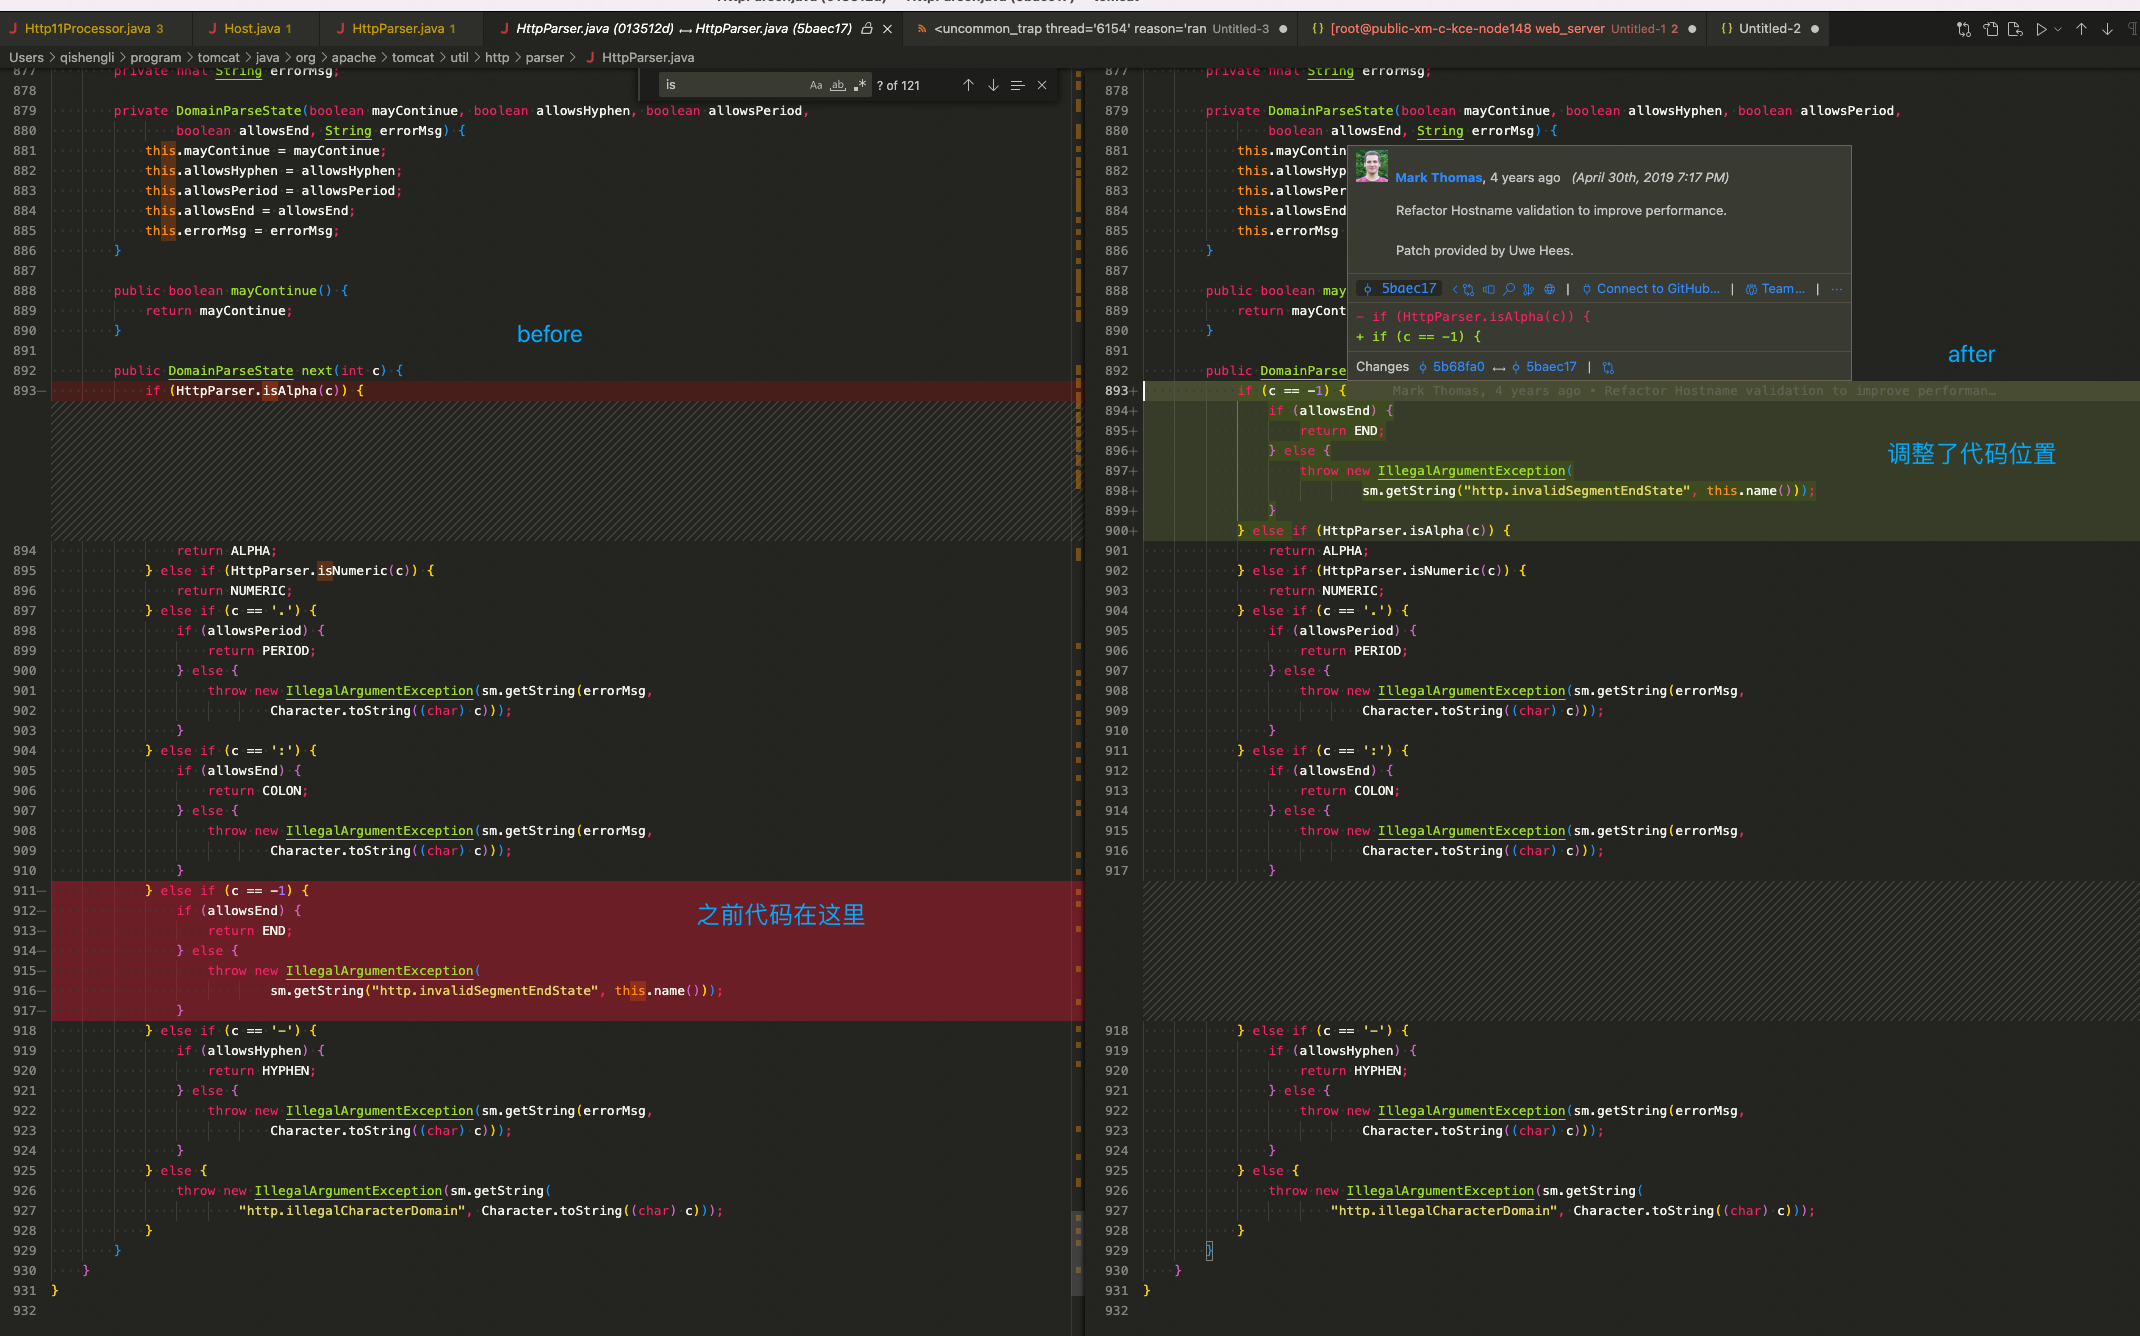 Http11Processor.java 3
Host.java 1
HttpParser.java 1
HttpParser.java (013512d) ↔ HttpParser.java (5baec17)
<uncommon_trap thread='6154' reason='ran Untitled-3
[root@public-xm-c-kce-node148 web_server Untitled-1 2
Untitled-2
Users > qishengli > program > tomcat > java > org > apache > tomcat > util > http > parser > HttpParser.java
is
Aa ab .* ? of 121
877 private final String errorMsg;
878
879 private DomainParseState(boolean mayContinue, boolean allowsHyphen, boolean allowsPeriod,
880 boolean allowsEnd, String errorMsg) {
881 this.mayContinue = mayContinue;
882 this.allowsHyphen = allowsHyphen;
883 this.allowsPeriod = allowsPeriod;
884 this.allowsEnd = allowsEnd;
885 this.errorMsg = errorMsg;
886 }
887
888 public boolean mayContinue() {
889 return mayContinue;
890 }
before
891
892 public DomainParseState next(int c) {
893— if (HttpParser.isAlpha(c)) {
894 return ALPHA;
895 } else if (HttpParser.isNumeric(c)) {
896 return NUMERIC;
897 } else if (c == '.') {
898 if (allowsPeriod) {
899 return PERIOD;
900 } else {
901 throw new IllegalArgumentException(sm.getString(errorMsg,
902 Character.toString((char) c)));
903 }
904 } else if (c == ':') {
905 if (allowsEnd) {
906 return COLON;
907 } else {
908 throw new IllegalArgumentException(sm.getString(errorMsg,
909 Character.toString((char) c)));
910 }
911— } else if (c == -1) {
912— if (allowsEnd) {
之前代码在这里
913— return END;
914— } else {
915— throw new IllegalArgumentException(
916— sm.getString("http.invalidSegmentEndState", this.name()));
917— }
918 } else if (c == '-') {
919 if (allowsHyphen) {
920 return HYPHEN;
921 } else {
922 throw new IllegalArgumentException(sm.getString(errorMsg,
923 Character.toString((char) c)));
924 }
925 } else {
926 throw new IllegalArgumentException(sm.getString(
927 "http.illegalCharacterDomain", Character.toString((char) c)));
928 }
929 }
930 }
931 }
932
877 private final String errorMsg;
878
879 private DomainParseState(boolean mayContinue, boolean allowsHyphen, boolean allowsPeriod,
880 boolean allowsEnd, String errorMsg) {
881 this.mayContin
882 this.allowsHyp
883 this.allowsPer
884 this.allowsEnd
885 this.errorMsg
886 }
887
888 public boolean may
889 return mayCont
890 }
891
892 public DomainParse
Mark Thomas, 4 years ago (April 30th, 2019 7:17 PM)
Refactor Hostname validation to improve performance.
Patch provided by Uwe Hees.
5baec17 | Connect to GitHub... | Team... | ...
- if (HttpParser.isAlpha(c)) {
+ if (c == -1) {
Changes 5b68fa0 ↔ 5baec17 |
after
893+ if (c == -1) { Mark Thomas, 4 years ago • Refactor Hostname validation to improve performan…
894+ if (allowsEnd) {
895+ return END;
896+ } else {
调整了代码位置
897+ throw new IllegalArgumentException(
898+ sm.getString("http.invalidSegmentEndState", this.name()));
899+ }
900+ } else if (HttpParser.isAlpha(c)) {
901 return ALPHA;
902 } else if (HttpParser.isNumeric(c)) {
903 return NUMERIC;
904 } else if (c == '.') {
905 if (allowsPeriod) {
906 return PERIOD;
907 } else {
908 throw new IllegalArgumentException(sm.getString(errorMsg,
909 Character.toString((char) c)));
910 }
911 } else if (c == ':') {
912 if (allowsEnd) {
913 return COLON;
914 } else {
915 throw new IllegalArgumentException(sm.getString(errorMsg,
916 Character.toString((char) c)));
917 }
918 } else if (c == '-') {
919 if (allowsHyphen) {
920 return HYPHEN;
921 } else {
922 throw new IllegalArgumentException(sm.getString(errorMsg,
923 Character.toString((char) c)));
924 }
925 } else {
926 throw new IllegalArgumentException(sm.getString(
927 "http.illegalCharacterDomain", Character.toString((char) c)));
928 }
929 }
930 }
931 }
932